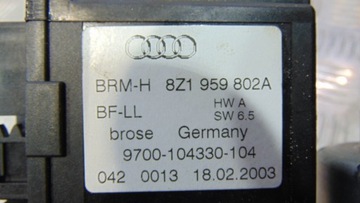 BRM-H 8Z1 959 802A
BF-LL HW A
SW 6.5
brose Germany
9700-104330-104
042 0013 18.02.2003